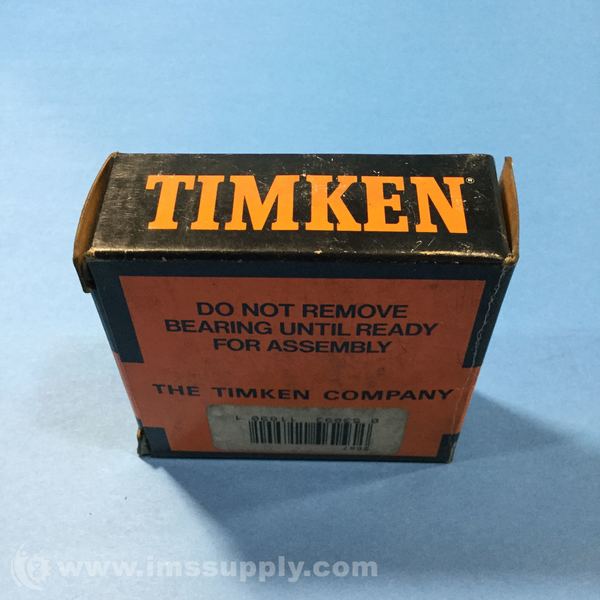 TIMKEN®
DO NOT REMOVE
BEARING UNTIL READY
FOR ASSEMBLY
THE TIMKEN COMPANY
www.imssupply.com